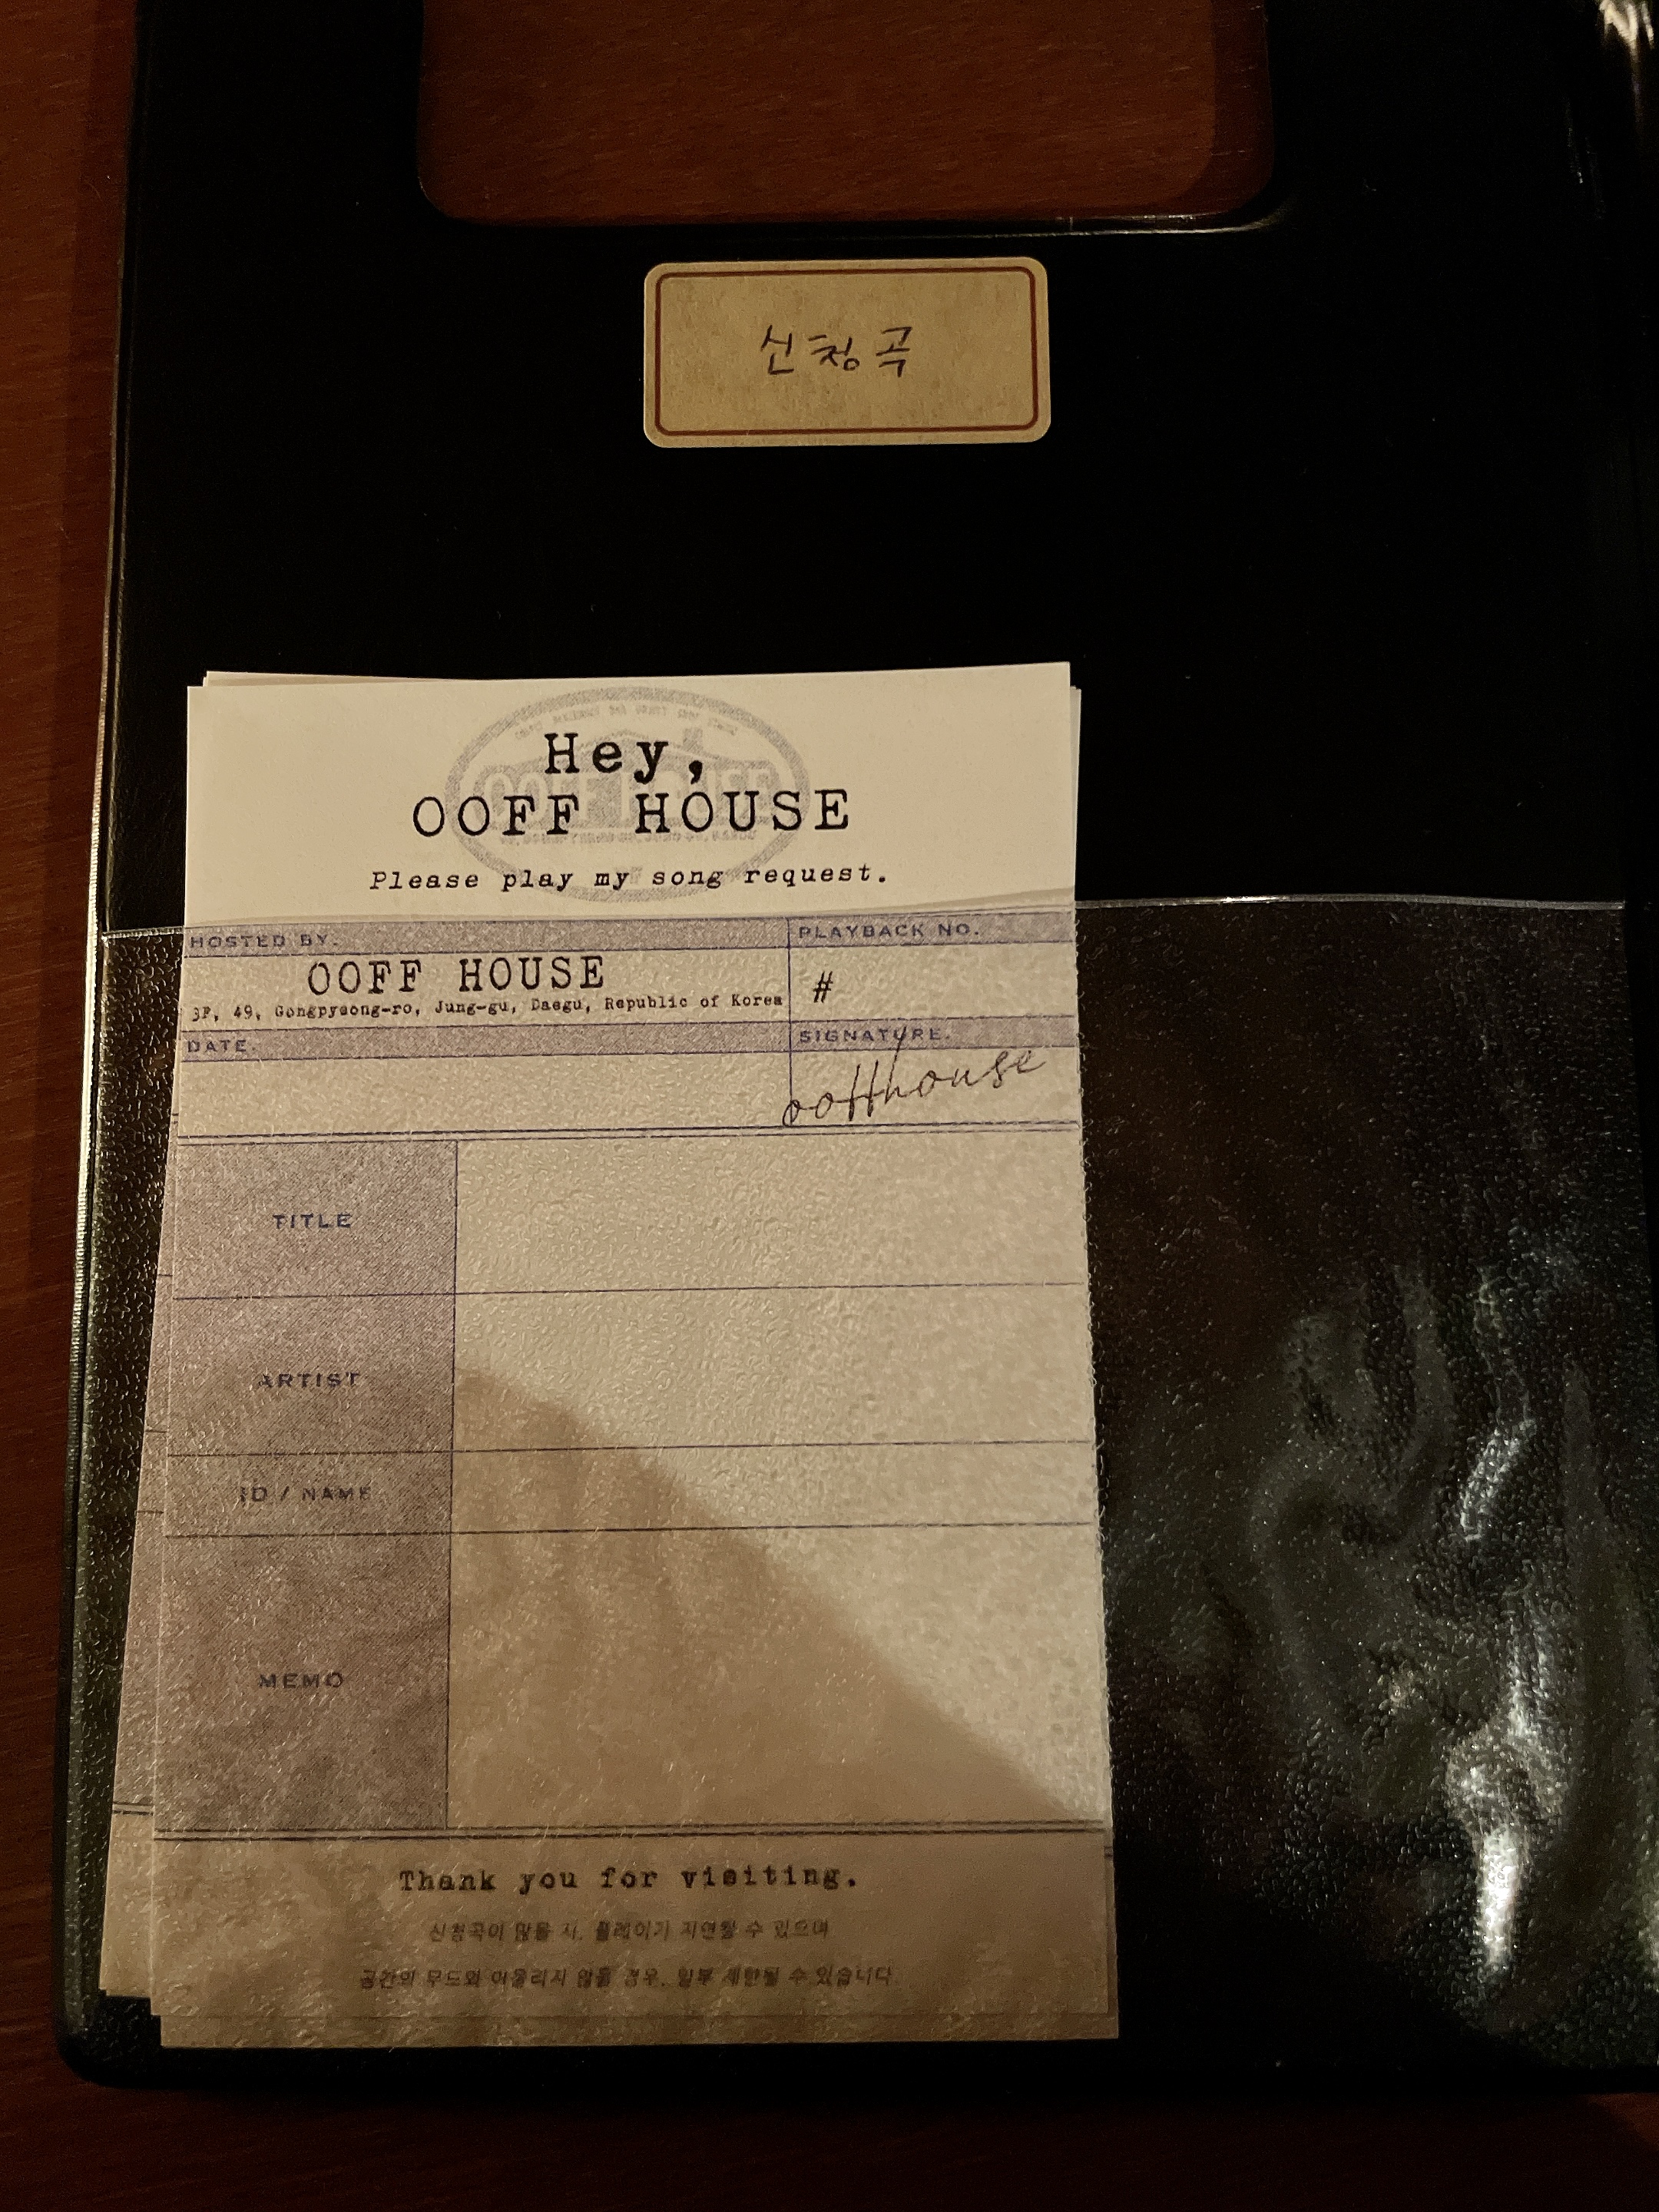 신청곡
Hey,
OOFF HOUSE
Please play my song request.
HOSTED BY.
PLAYBACK NO.
OOFF HOUSE
#
3F, 49, Gongpyeong-ro, Jung-gu, Daegu, Republic of Korea
DATE.
SIGNATURE.
ooffhouse
TITLE
ARTIST
ID / NAME
MEMO
Thank you for visiting.
신청곡이 많을 시, 플레이가 지연될 수 있으며
공간의 무드와 어울리지 않을 경우, 일부 제한될 수 있습니다.